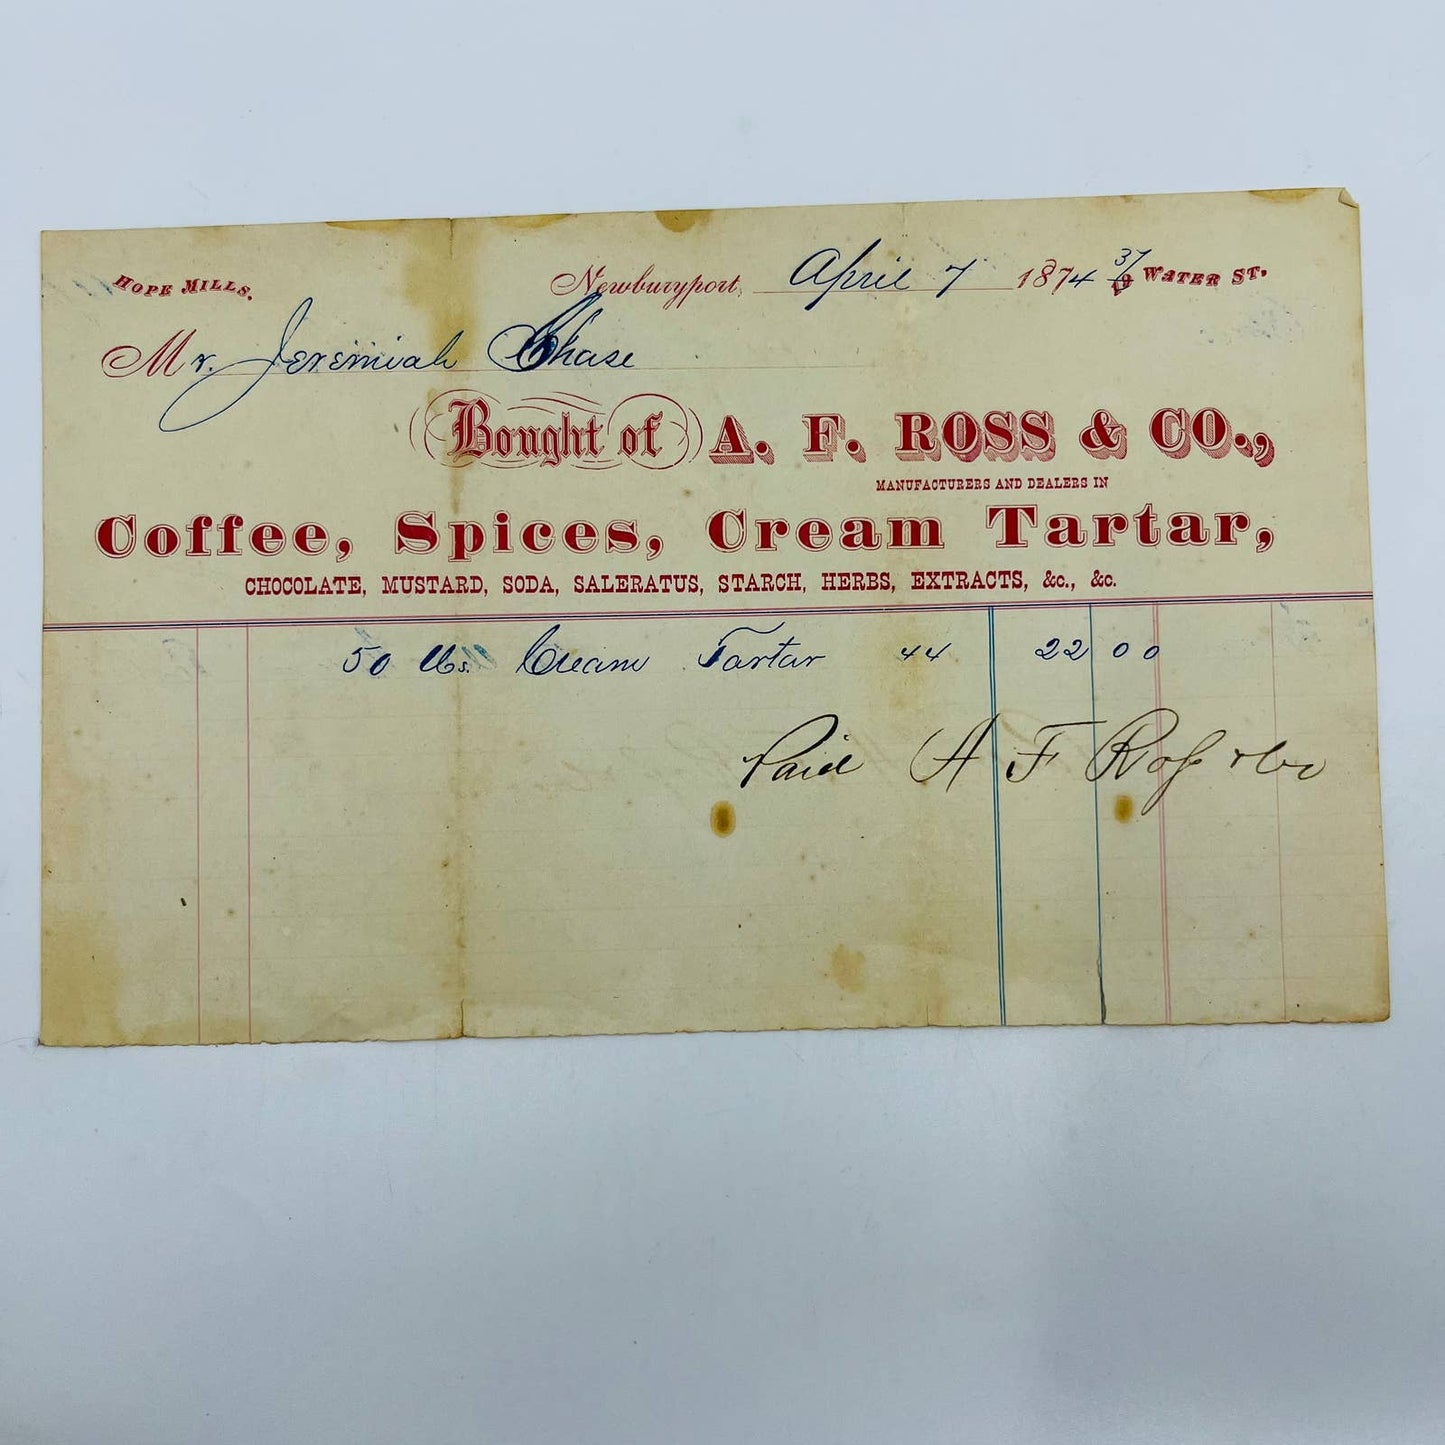 HOPE MILLS. Newburyport, April 7 1874 37 WATER ST.
Mr. Jeremiah Chase
Bought of A. F. ROSS & CO.,
MANUFACTURERS AND DEALERS IN
Coffee, Spices, Cream Tartar,
CHOCOLATE, MUSTARD, SODA, SALERATUS, STARCH, HERBS, EXTRACTS, &c., &c.
50 lbs. Cream Tartar 44 22 00
Paid A F Ross & Co